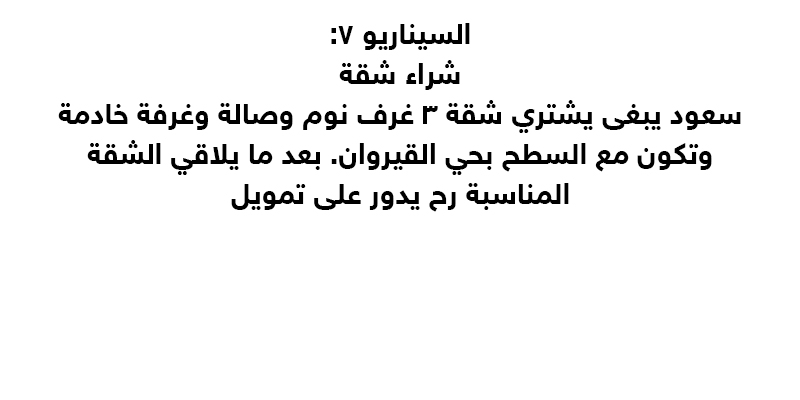 السيناريو ٧:
شراء شقة
سعود يبغى يشتري شقة ٣ غرف نوم وصالة وغرفة خادمة
وتكون مع السطح بحي القيروان. بعد ما يلاقي الشقة
المناسبة رح يدور على تمويل